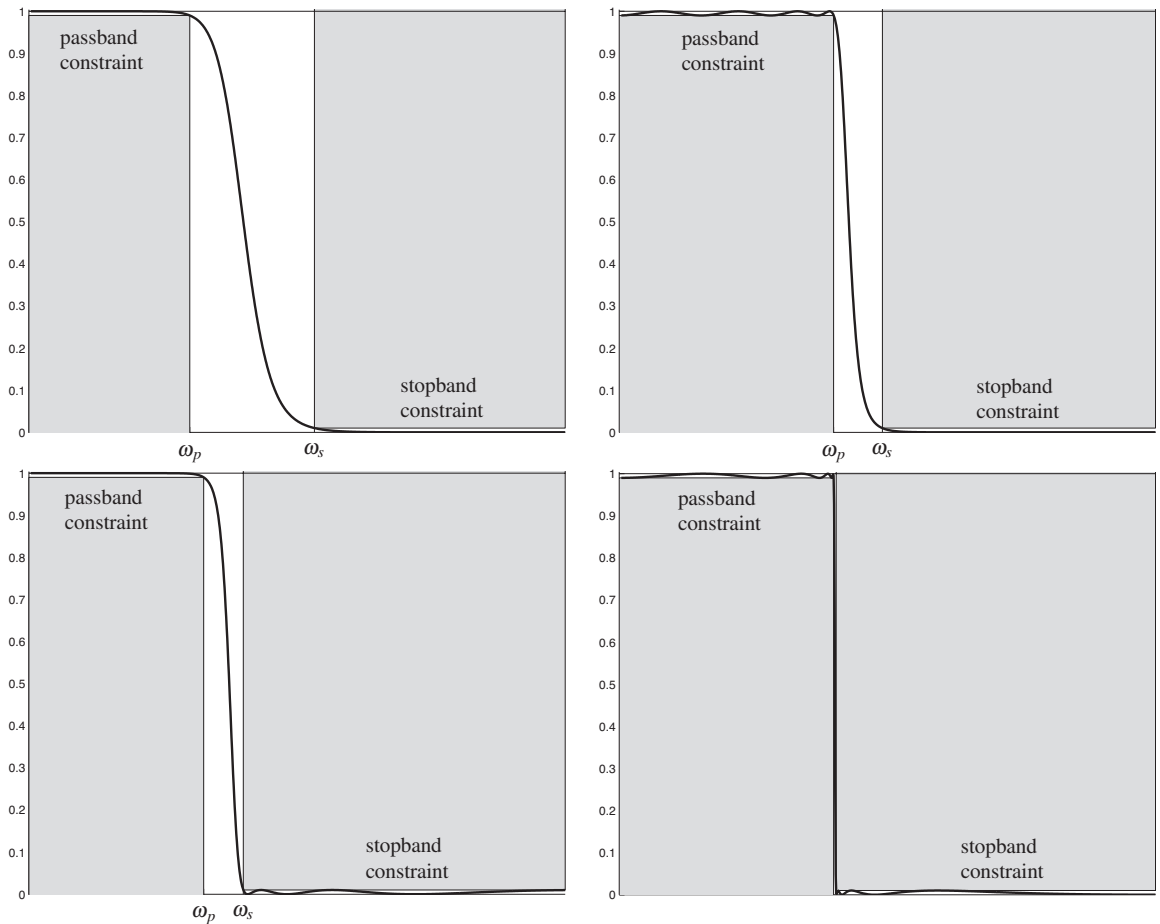 1
0.9
0.8
0.7
0.6
0.5
0.4
0.3
0.2
0.1
0
passband
constraint
stopband
constraint
ωp
ωs
1
0.9
0.8
0.7
0.6
0.5
0.4
0.3
0.2
0.1
0
passband
constraint
stopband
constraint
ωp
ωs
1
0.9
0.8
0.7
0.6
0.5
0.4
0.3
0.2
0.1
0
passband
constraint
stopband
constraint
ωp
ωs
1
0.9
0.8
0.7
0.6
0.5
0.4
0.3
0.2
0.1
0
passband
constraint
stopband
constraint